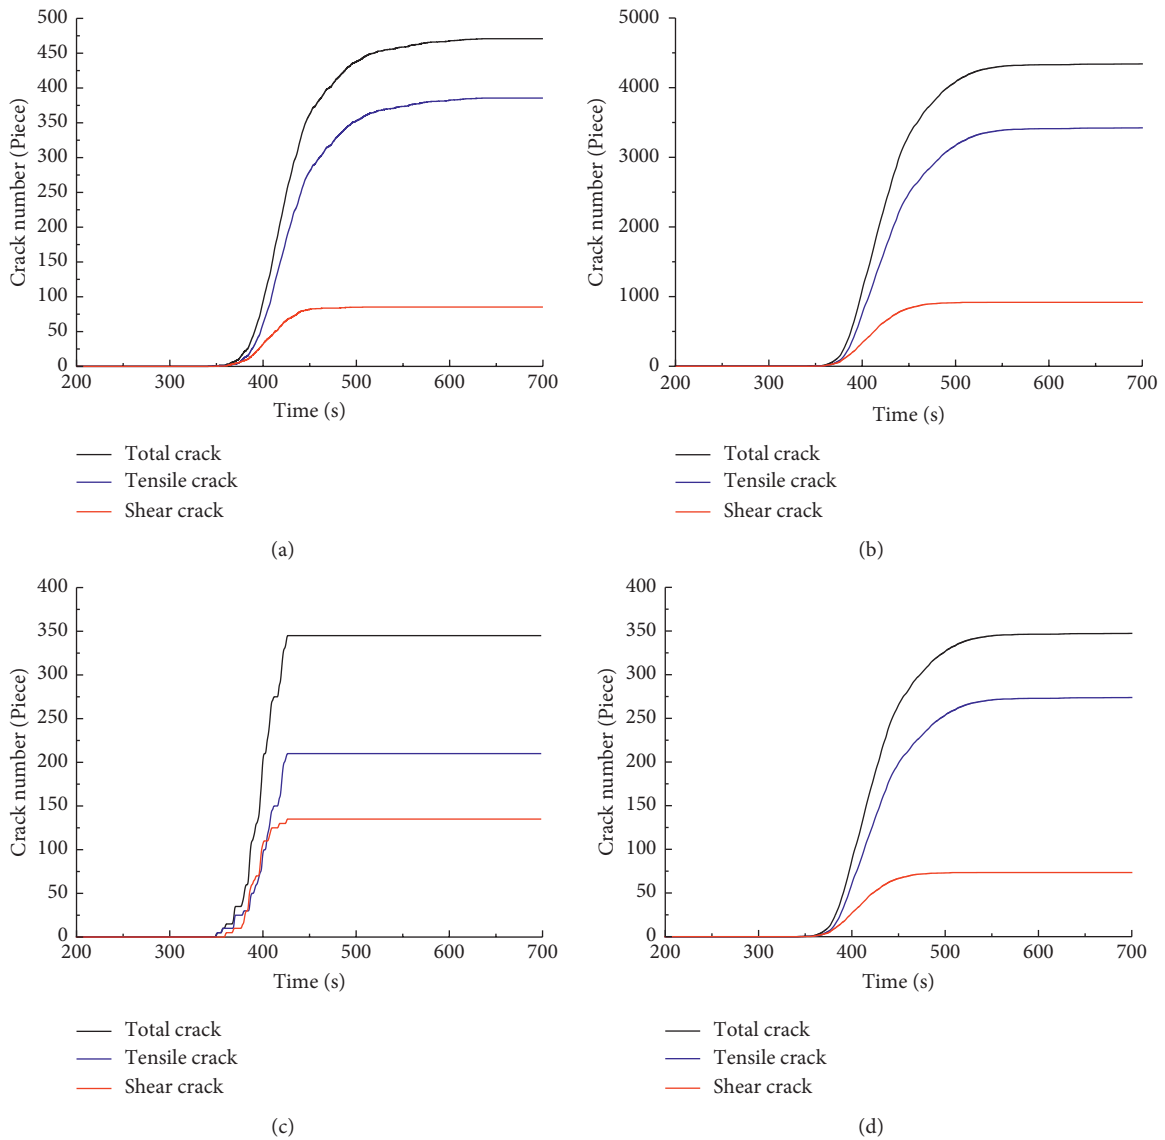 500
450
400
350
300
250
200
150
100
50
0
Crack number (Piece)
200 300 400 500 600 700
Time (s)
Total crack
Tensile crack
Shear crack
(a)
5000
4000
3000
2000
1000
0
Crack number (Piece)
200 300 400 500 600 700
Time (s)
Total crack
Tensile crack
Shear crack
(b)
400
350
300
250
200
150
100
50
0
Crack number (Piece)
200 300 400 500 600 700
Time (s)
Total crack
Tensile crack
Shear crack
(c)
400
350
300
250
200
150
100
50
0
Crack number (Piece)
200 300 400 500 600 700
Time (s)
Total crack
Tensile crack
Shear crack
(d)